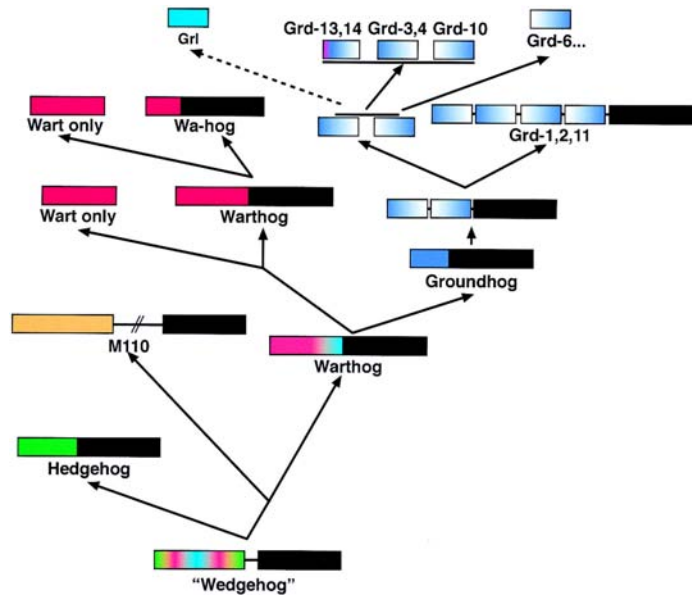 Grl
Grd-13,14 Grd-3,4 Grd-10
Grd-6...
Wart only
Wa-hog
Grd-1,2,11
Wart only
Warthog
Groundhog
M110
Warthog
Hedgehog
“Wedgehog”